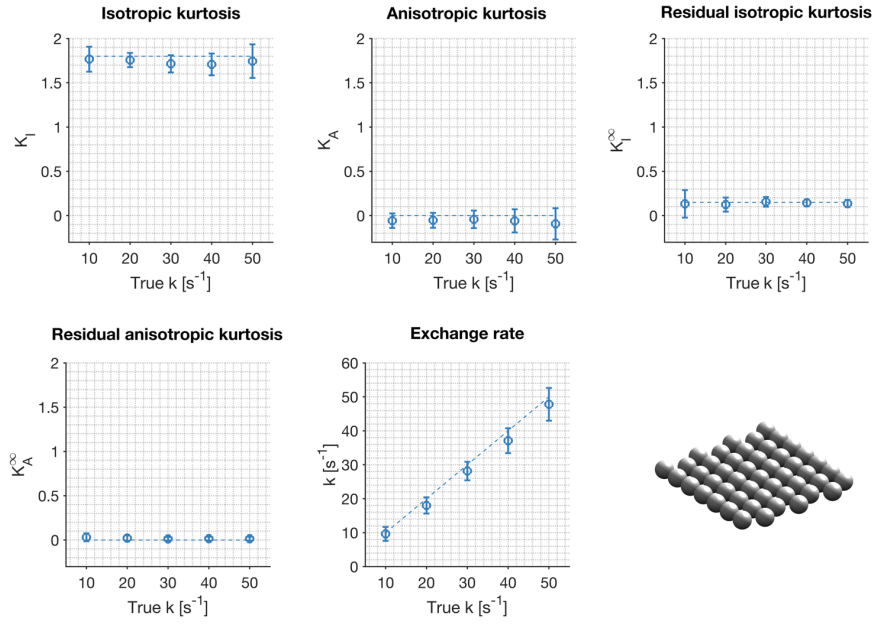 Isotropic kurtosis
2
1.5
1
0.5
0
K_I
10 20 30 40 50
True k [s⁻¹]
Anisotropic kurtosis
2
1.5
1
0.5
0
K_A
10 20 30 40 50
True k [s⁻¹]
Residual isotropic kurtosis
2
1.5
1
0.5
0
K_I^∞
10 20 30 40 50
True k [s⁻¹]
Residual anisotropic kurtosis
2
1.5
1
0.5
0
K_A^∞
10 20 30 40 50
True k [s⁻¹]
Exchange rate
60
50
40
30
20
10
0
k [s⁻¹]
10 20 30 40 50
True k [s⁻¹]